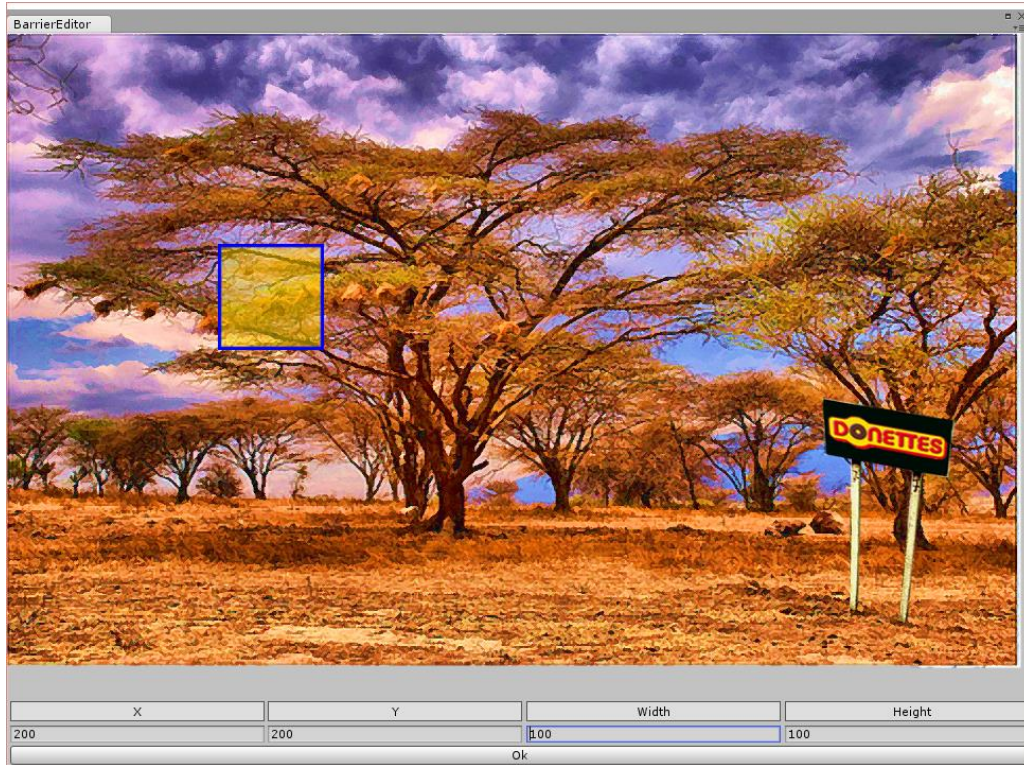 BarrierEditor
DONETTES
X Y Width Height
200 200 100 100
Ok